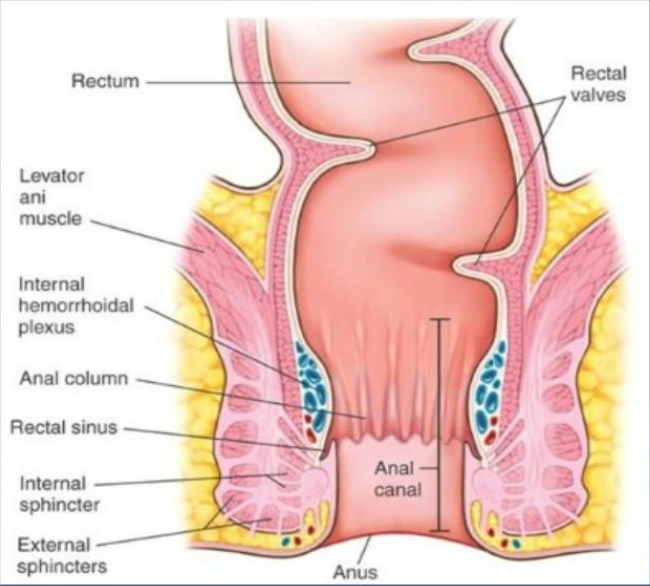 Rectum
Rectal
valves
Levator
ani
muscle
Internal
hemorrhoidal
plexus
Anal column
Rectal sinus
Anal
canal
Internal
sphincter
External
sphincters
Anus